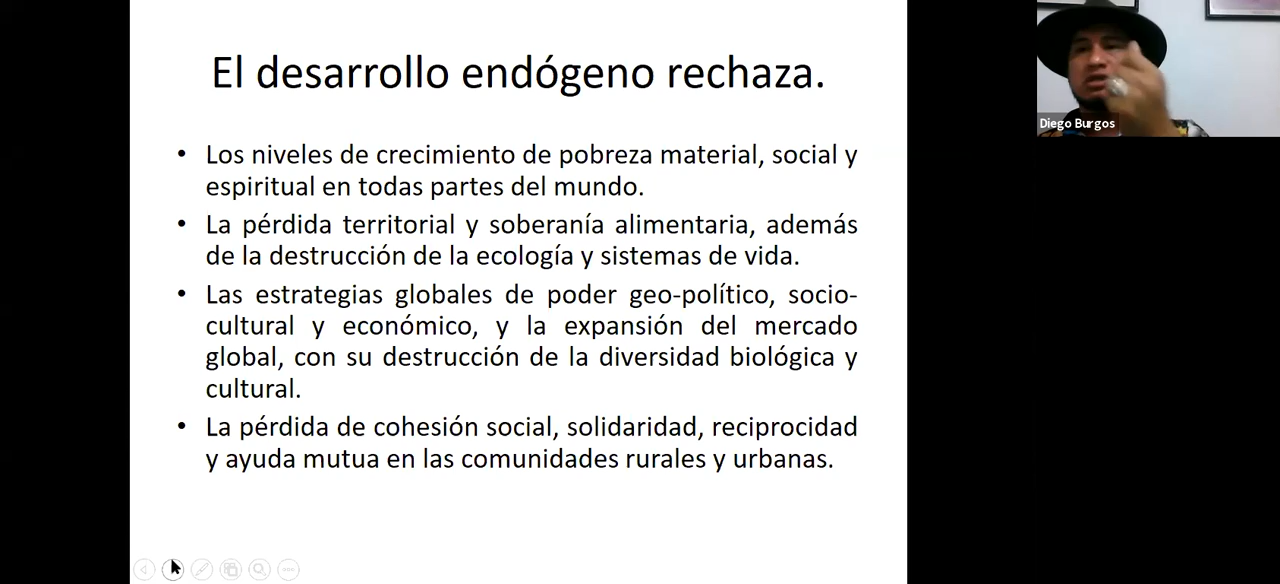 El desarrollo endógeno rechaza.
• Los niveles de crecimiento de pobreza material, social y
espiritual en todas partes del mundo.
• La pérdida territorial y soberanía alimentaria, además
de la destrucción de la ecología y sistemas de vida.
• Las estrategias globales de poder geo-político, socio-
cultural y económico, y la expansión del mercado
global, con su destrucción de la diversidad biológica y
cultural.
• La pérdida de cohesión social, solidaridad, reciprocidad
y ayuda mutua en las comunidades rurales y urbanas.
Diego Burgos